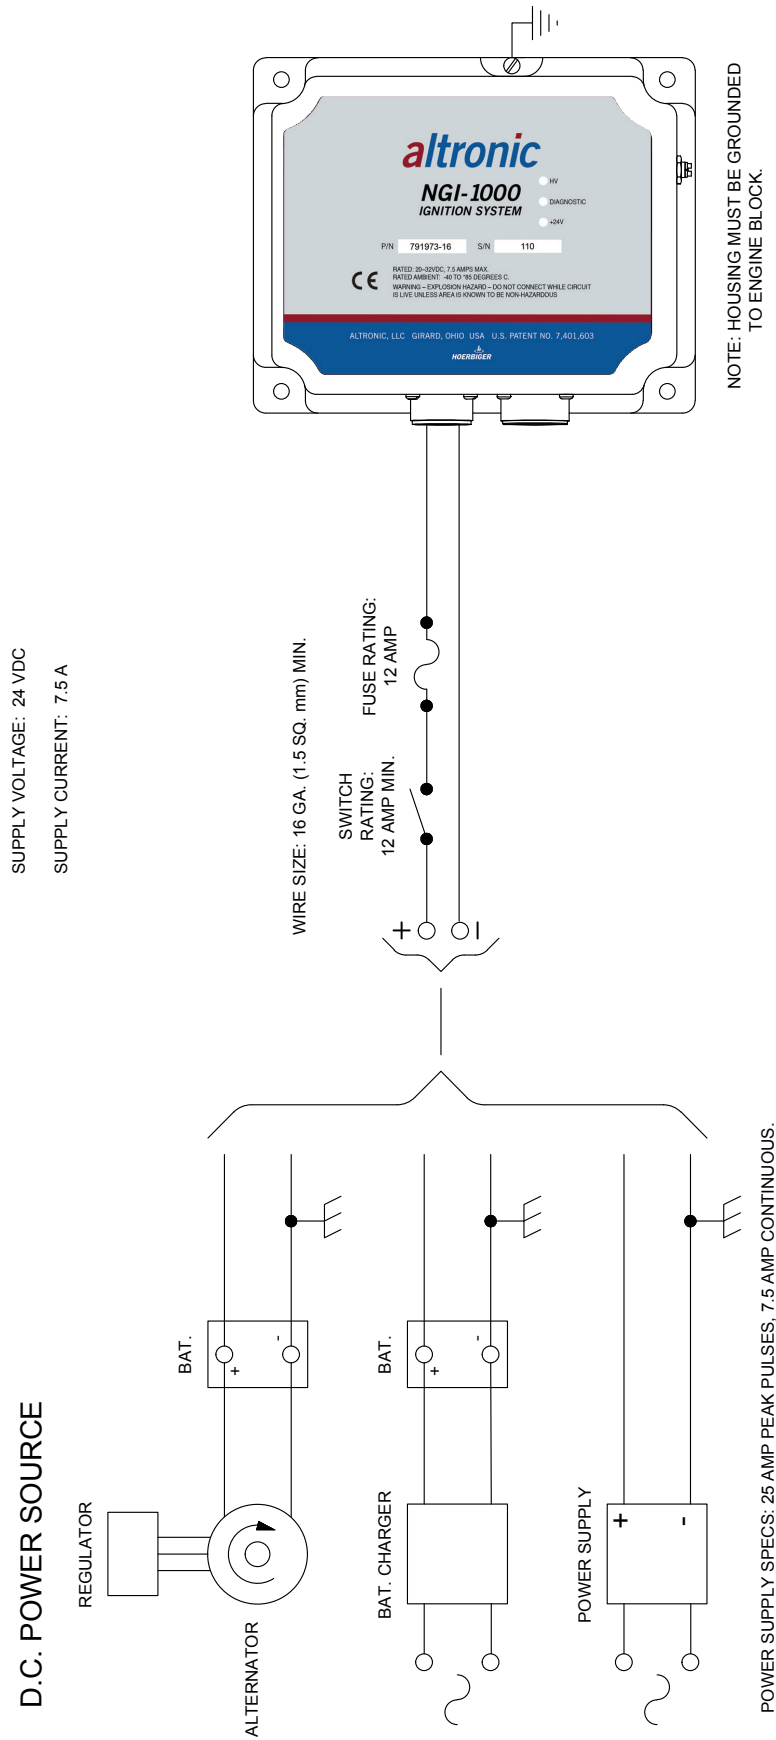 D.C. POWER SOURCE
SUPPLY VOLTAGE: 24 VDC
SUPPLY CURRENT: 7.5 A
REGULATOR
ALTERNATOR
BAT.
+
-
BAT. CHARGER
BAT.
+
-
POWER SUPPLY
+
-
POWER SUPPLY SPECS: 25 AMP PEAK PULSES, 7.5 AMP CONTINUOUS.
WIRE SIZE: 16 GA. (1.5 SQ. mm) MIN.
SWITCH
RATING:
12 AMP MIN.
FUSE RATING:
12 AMP
+
-
altronic
NGI-1000
IGNITION SYSTEM
HV
DIAGNOSTIC
+24V
P/N 791973-16 S/N 110
CE
RATED: 20–32VDC, 7.5 AMPS MAX.
RATED AMBIENT: -40 TO °85 DEGREES C.
WARNING – EXPLOSION HAZARD – DO NOT CONNECT WHILE CIRCUIT
IS LIVE UNLESS AREA IS KNOWN TO BE NON-HAZARDOUS
ALTRONIC, LLC GIRARD, OHIO USA U.S. PATENT NO. 7,401,603
HOERBIGER
NOTE: HOUSING MUST BE GROUNDED
TO ENGINE BLOCK.